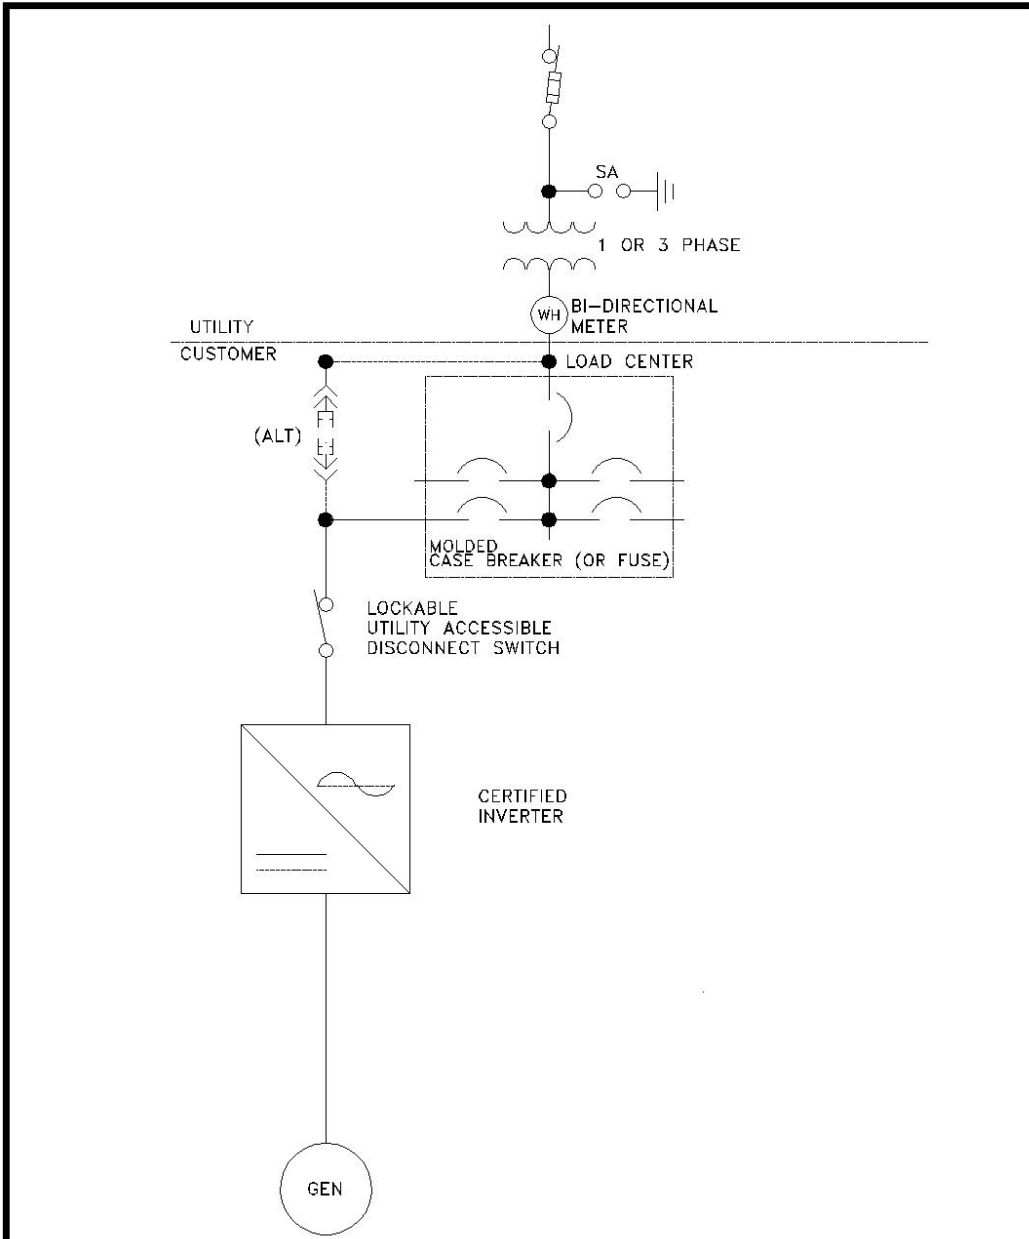 SA
1 OR 3 PHASE
WH
BI-DIRECTIONAL
METER
UTILITY
CUSTOMER
LOAD CENTER
(ALT)
MOLDED
CASE BREAKER (OR FUSE)
LOCKABLE
UTILITY ACCESSIBLE
DISCONNECT SWITCH
CERTIFIED
INVERTER
GEN